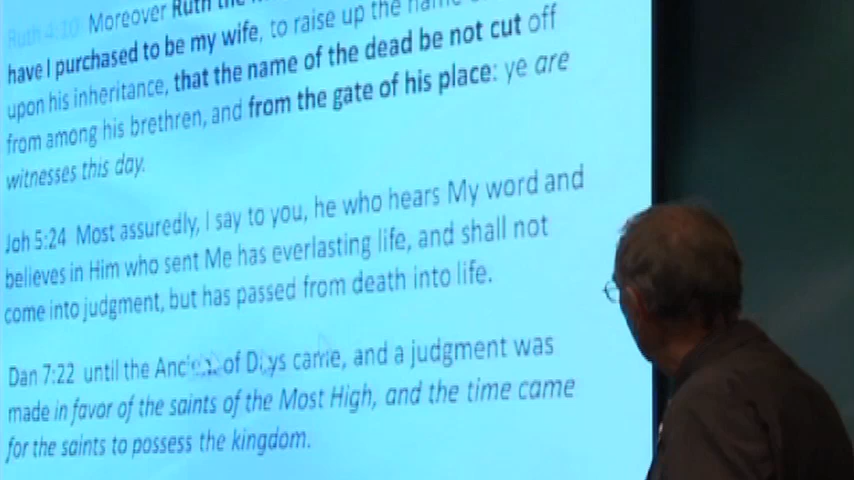 Ruth 4:10 Moreover Ruth the
have I purchased to be my wife, to raise up the name
upon his inheritance, that the name of the dead be not cut off
from among his brethren, and from the gate of his place: ye are
witnesses this day.
Joh 5:24 Most assuredly, I say to you, he who hears My word and
believes in Him who sent Me has everlasting life, and shall not
come into judgment, but has passed from death into life.
Dan 7:22 until the Ancient of Days came, and a judgment was
made in favor of the saints of the Most High, and the time came
for the saints to possess the kingdom.